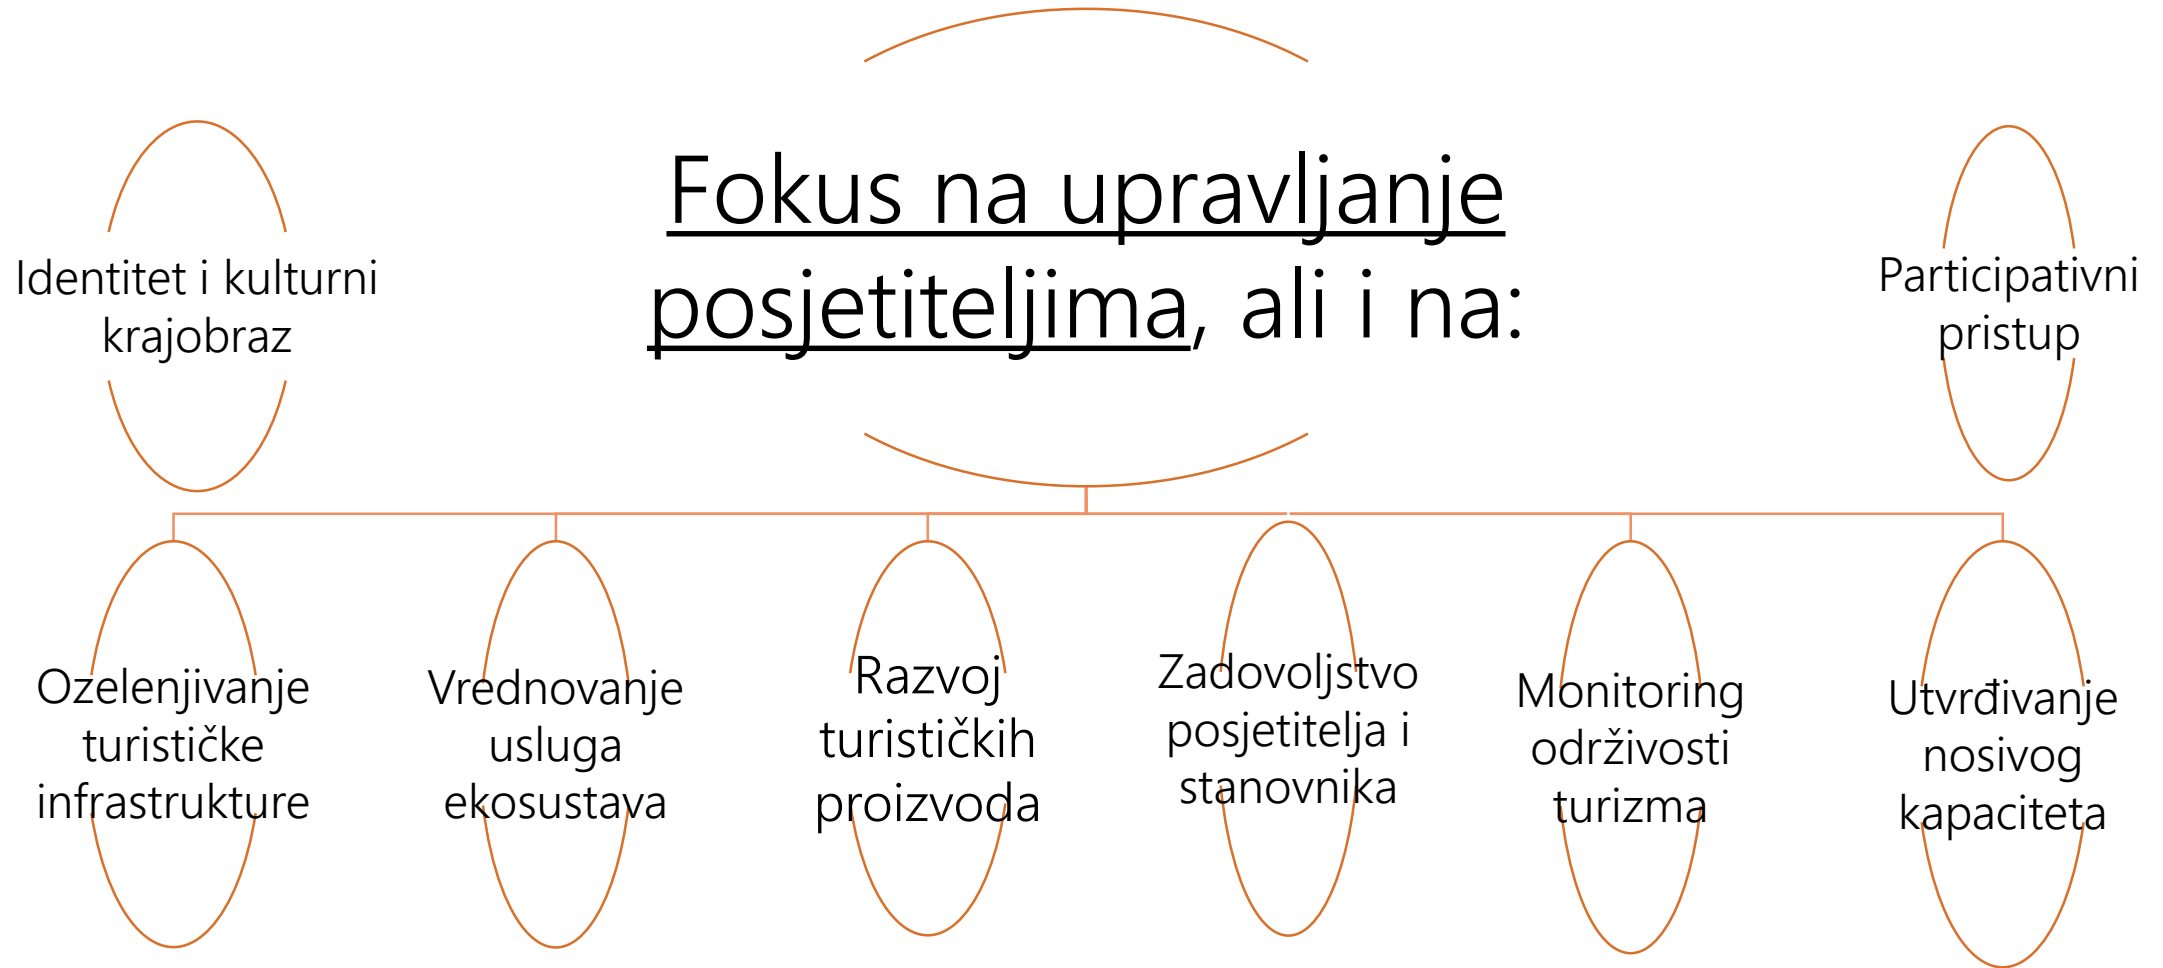 Fokus na upravljanje
posjetiteljima, ali i na:
Identitet i kulturni
krajobraz
Participativni
pristup
Ozelenjivanje
turističke
infrastrukture
Vrednovanje
usluga
ekosustava
Razvoj
turističkih
proizvoda
Zadovoljstvo
posjetitelja i
stanovnika
Monitoring
održivosti
turizma
Utvrđivanje
nosivog
kapaciteta